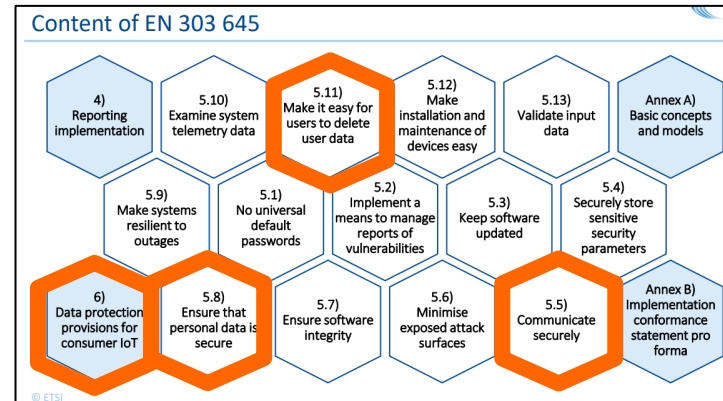 Content of EN 303 645
4)
Reporting
implementation
5.10)
Examine system
telemetry data
5.11)
Make it easy for
users to delete
user data
5.12)
Make
installation and
maintenance of
devices easy
5.13)
Validate input
data
Annex A)
Basic concepts
and models
5.9)
Make systems
resilient to
outages
5.1)
No universal
default
passwords
5.2)
Implement a
means to manage
reports of
vulnerabilities
5.3)
Keep software
updated
5.4)
Securely store
sensitive
security
parameters
6)
Data protection
provisions for
consumer IoT
5.8)
Ensure that
personal data is
secure
5.7)
Ensure software
integrity
5.6)
Minimise
exposed attack
surfaces
5.5)
Communicate
securely
Annex B)
Implementation
conformance
statement pro
forma
© ETSI